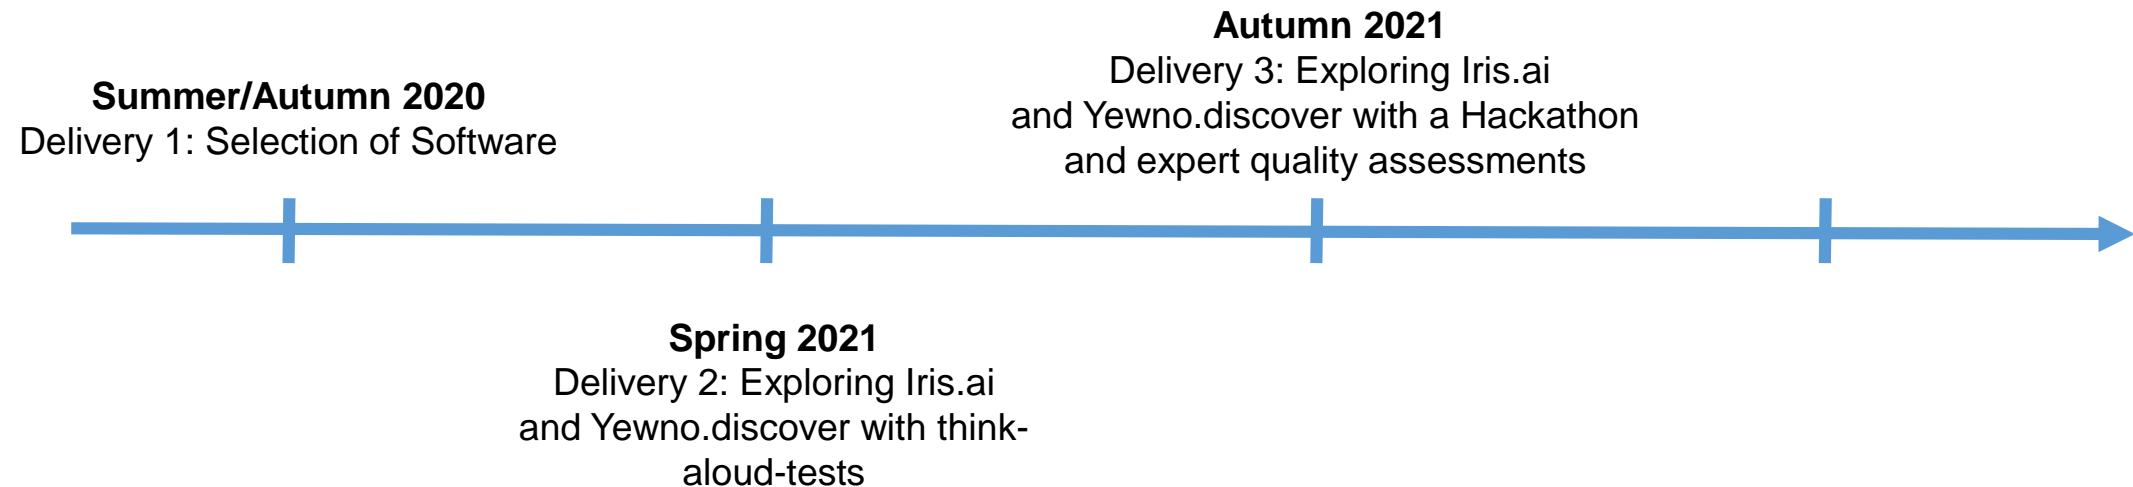 Summer/Autumn 2020
Delivery 1: Selection of Software
Spring 2021
Delivery 2: Exploring Iris.ai
and Yewno.discover with think-
aloud-tests
Autumn 2021
Delivery 3: Exploring Iris.ai
and Yewno.discover with a Hackathon
and expert quality assessments